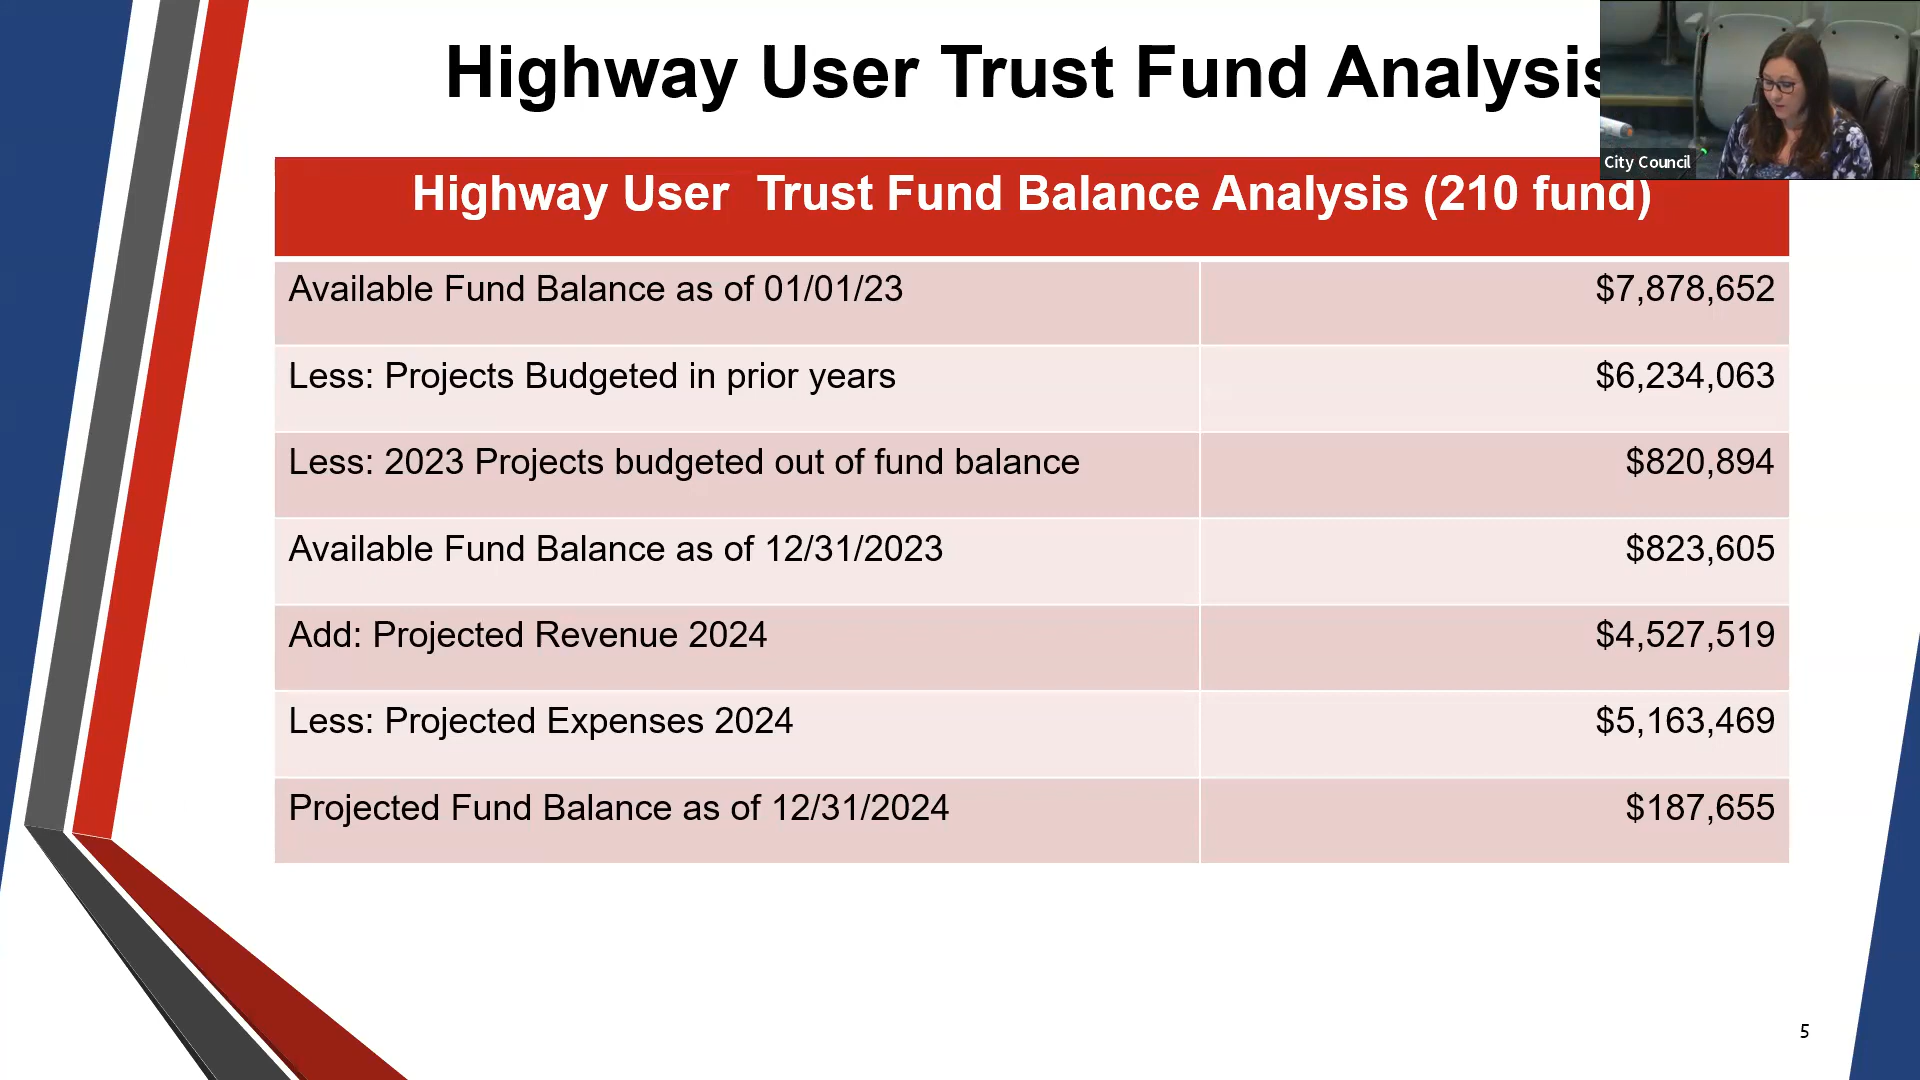 Highway User Trust Fund Analysis
City Council
Highway User Trust Fund Balance Analysis (210 fund)
Available Fund Balance as of 01/01/23 $7,878,652
Less: Projects Budgeted in prior years $6,234,063
Less: 2023 Projects budgeted out of fund balance $820,894
Available Fund Balance as of 12/31/2023 $823,605
Add: Projected Revenue 2024 $4,527,519
Less: Projected Expenses 2024 $5,163,469
Projected Fund Balance as of 12/31/2024 $187,655
5